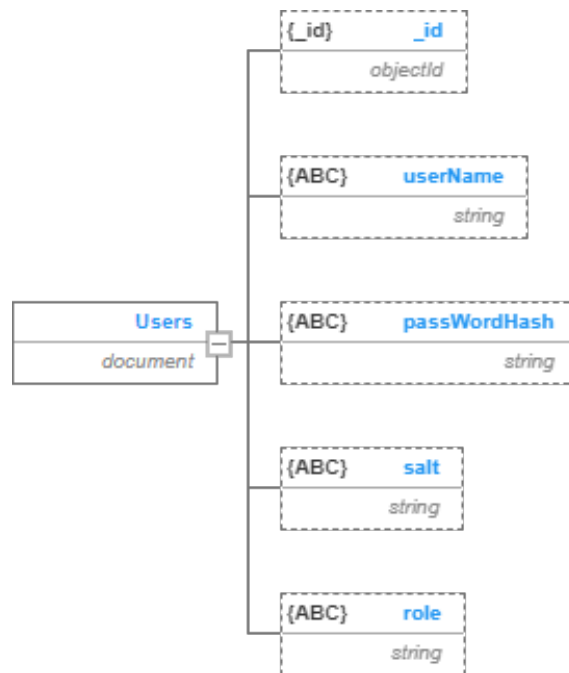 {_id} _id
objectId
{ABC} userName
string
Users
document
{ABC} passWordHash
string
{ABC} salt
string
{ABC} role
string